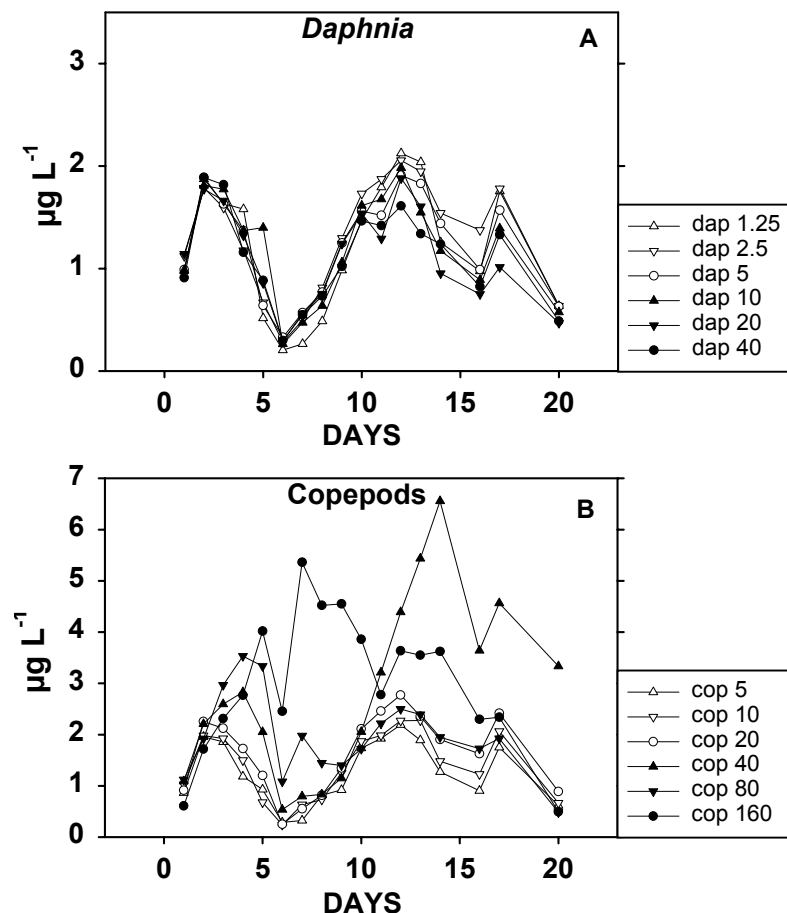 Daphnia
A
µg L⁻¹
3
2
1
0
0 5 10 15 20
DAYS
dap 1.25
dap 2.5
dap 5
dap 10
dap 20
dap 40
Copepods
B
µg L⁻¹
7
6
5
4
3
2
1
0
0 5 10 15 20
DAYS
cop 5
cop 10
cop 20
cop 40
cop 80
cop 160